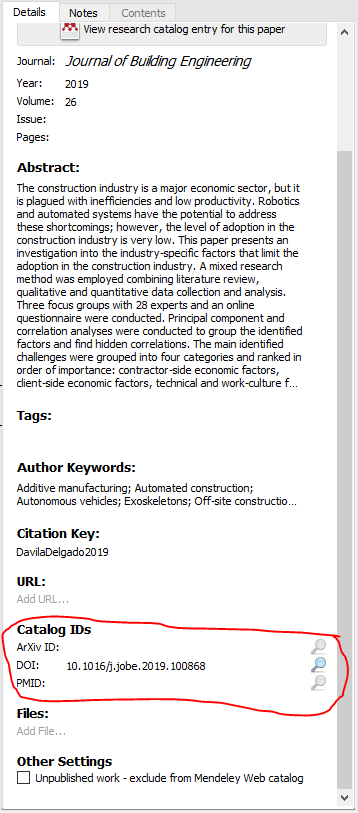 Details Notes Contents
View research catalog entry for this paper
Journal: Journal of Building Engineering
Year: 2019
Volume: 26
Issue:
Pages:
Abstract:
The construction industry is a major economic sector, but it
is plagued with inefficiencies and low productivity. Robotics
and automated systems have the potential to address
these shortcomings; however, the level of adoption in the
construction industry is very low. This paper presents an
investigation into the industry-specific factors that limit the
adoption in the construction industry. A mixed research
method was employed combining literature review,
qualitative and quantitative data collection and analysis.
Three focus groups with 28 experts and an online
questionnaire were conducted. Principal component and
correlation analyses were conducted to group the identified
factors and find hidden correlations. The main identified
challenges were grouped into four categories and ranked in
order of importance: contractor-side economic factors,
client-side economic factors, technical and work-culture f...
Tags:
Author Keywords:
Additive manufacturing; Automated construction;
Autonomous vehicles; Exoskeletons; Off-site constructio...
Citation Key:
DavilaDelgado2019
URL:
Add URL...
Catalog IDs
ArXiv ID:
DOI: 10.1016/j.jobe.2019.100868
PMID:
Files:
Add File...
Other Settings
Unpublished work - exclude from Mendeley Web catalog